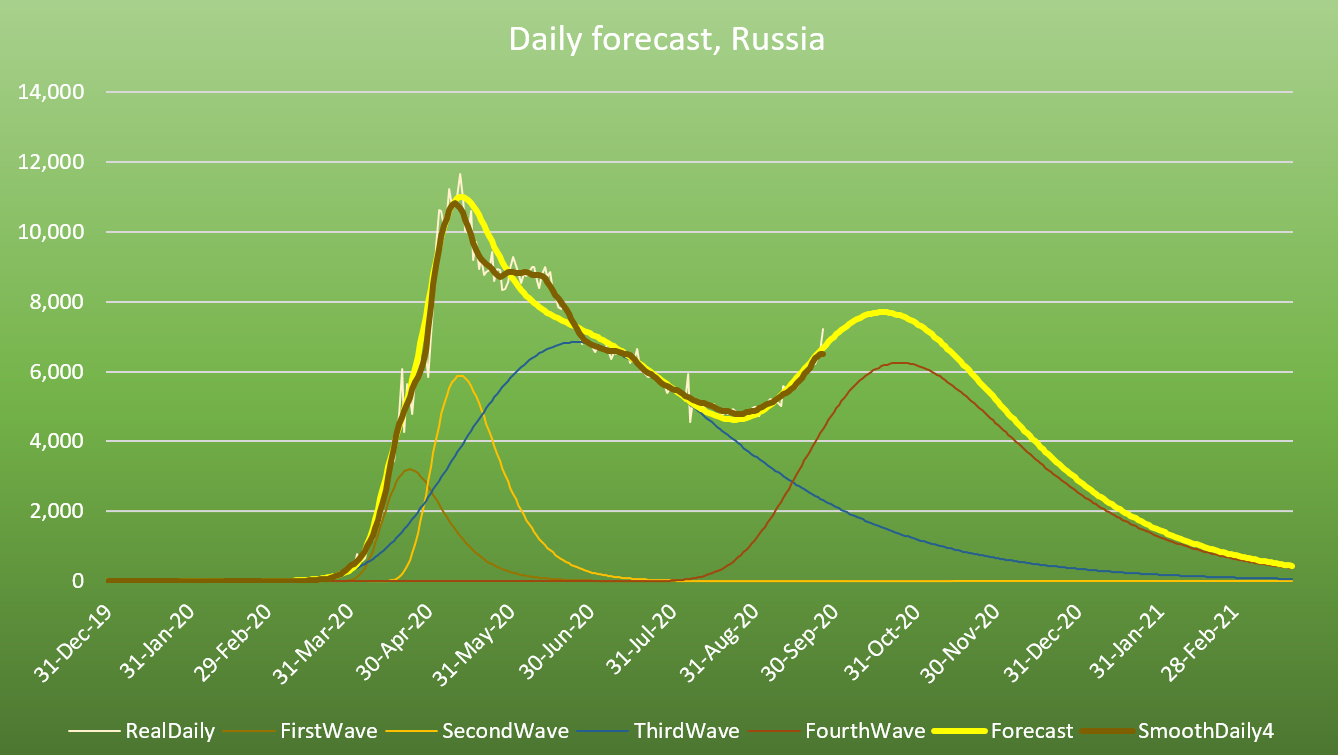 Daily forecast, Russia
14,000
12,000
10,000
8,000
6,000
4,000
2,000
0
31-Dec-19
31-Jan-20
29-Feb-20
31-Mar-20
30-Apr-20
31-May-20
30-Jun-20
31-Jul-20
31-Aug-20
30-Sep-20
31-Oct-20
30-Nov-20
31-Dec-20
31-Jan-21
28-Feb-21
RealDaily FirstWave SecondWave ThirdWave FourthWave Forecast SmoothDaily4